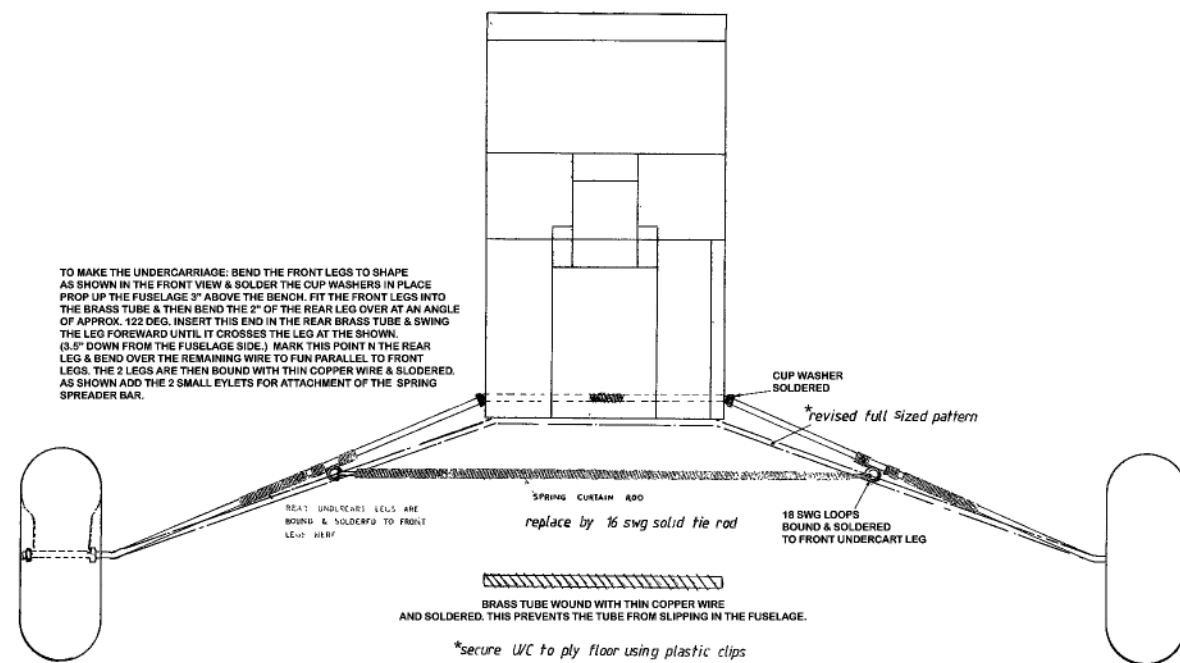 TO MAKE THE UNDERCARRIAGE: BEND THE FRONT LEGS TO SHAPE
AS SHOWN IN THE FRONT VIEW & SOLDER THE CUP WASHERS IN PLACE
PROP UP THE FUSELAGE 3" ABOVE THE BENCH. FIT THE FRONT LEGS INTO
THE BRASS TUBE & THEN BEND THE 2" OF THE REAR LEG OVER AT AN ANGLE
OF APPROX. 122 DEG. INSERT THIS END IN THE REAR BRASS TUBE & SWING
THE LEG FOREWARD UNTIL IT CROSSES THE LEG AT THE SHOWN.
(3.5" DOWN FROM THE FUSELAGE SIDE.) MARK THIS POINT N THE REAR
LEG & BEND OVER THE REMAINING WIRE TO FUN PARALLEL TO FRONT
LEGS. THE 2 LEGS ARE THEN BOUND WITH THIN COPPER WIRE & SLODERED.
AS SHOWN ADD THE 2 SMALL EYLETS FOR ATTACHMENT OF THE SPRING
SPREADER BAR.
CUP WASHER
SOLDERED
*revised full sized pattern
SPRING CURTAIN ROD
replace by 16 swg solid tie rod
REAR UNDERCART LEGS ARE
BOUND & SOLDERED TO FRONT
LEGS HERE
18 SWG LOOPS
BOUND & SOLDERED
TO FRONT UNDERCART LEG
BRASS TUBE WOUND WITH THIN COPPER WIRE
AND SOLDERED. THIS PREVENTS THE TUBE FROM SLIPPING IN THE FUSELAGE.
*secure U/C to ply floor using plastic clips